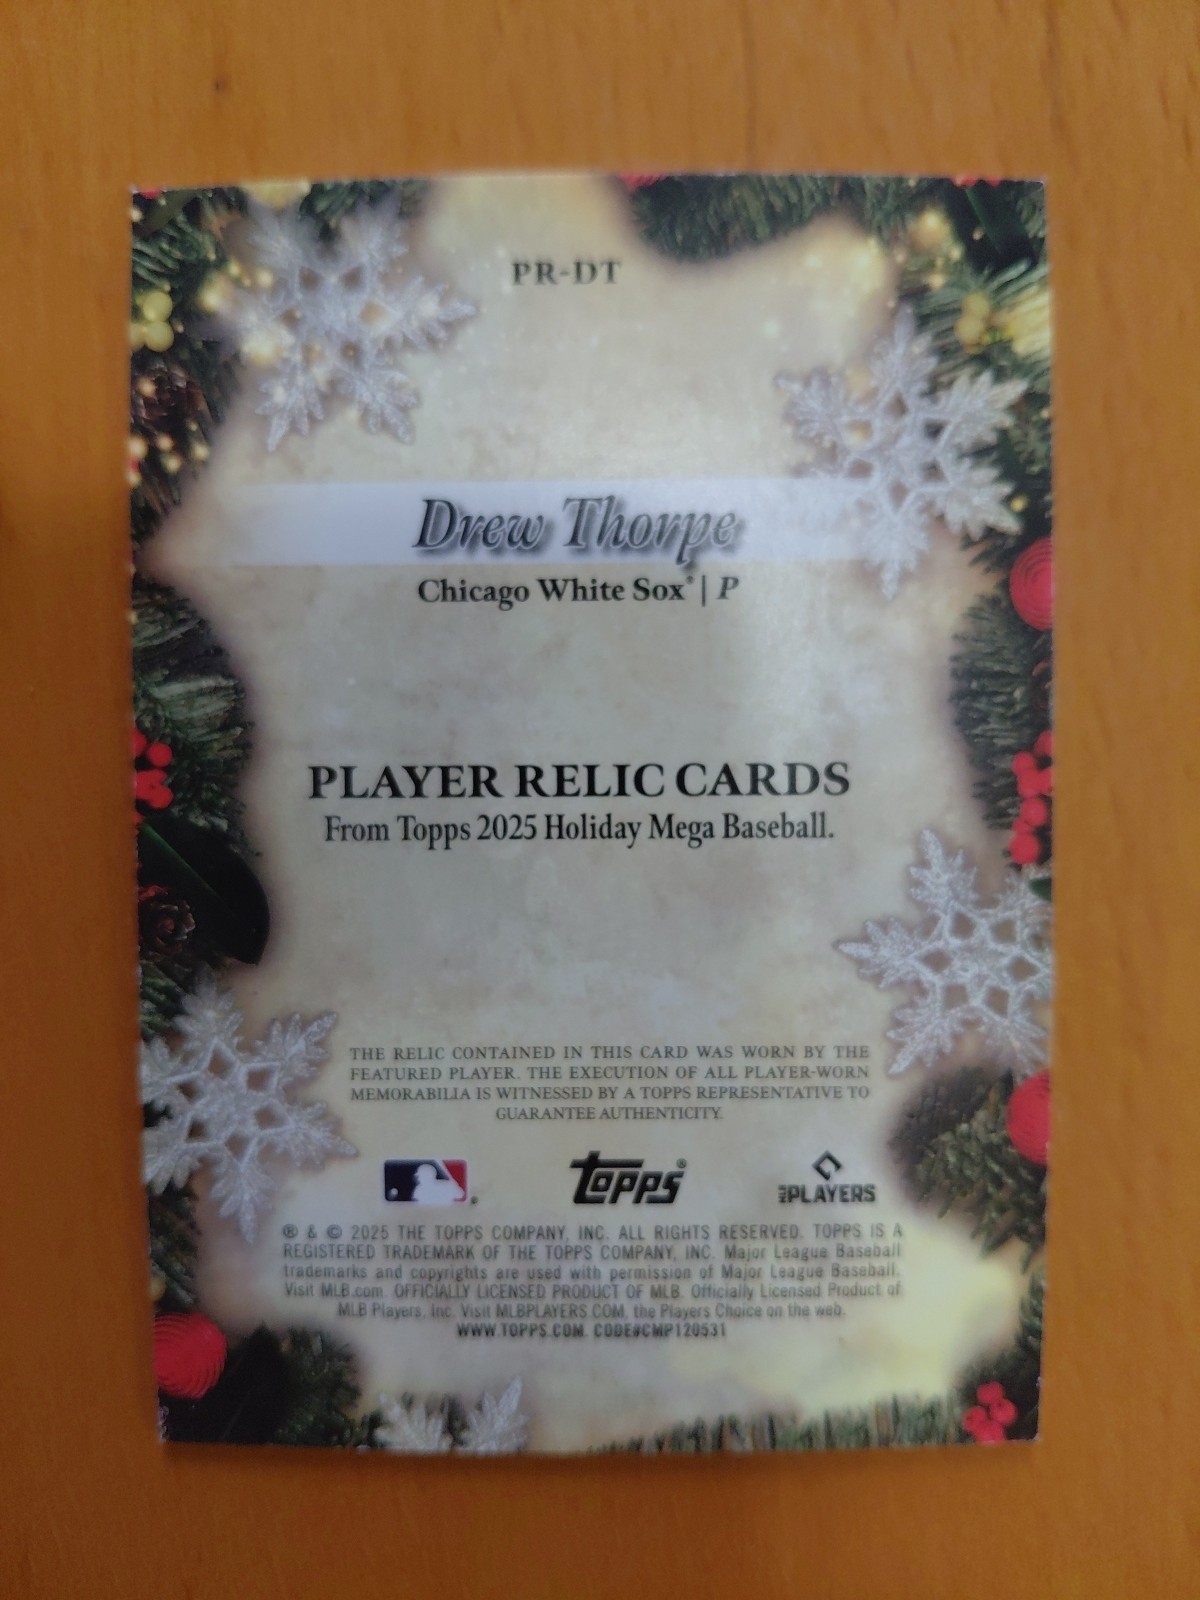 PR-DT
Drew Thorpe
Chicago White Sox® | P
PLAYER RELIC CARDS
From Topps 2025 Holiday Mega Baseball.
THE RELIC CONTAINED IN THIS CARD WAS WORN BY THE
FEATURED PLAYER. THE EXECUTION OF ALL PLAYER-WORN
MEMORABILIA IS WITNESSED BY A TOPPS REPRESENTATIVE TO
GUARANTEE AUTHENTICITY.
topps® PLAYERS
® & © 2025 THE TOPPS COMPANY, INC. ALL RIGHTS RESERVED. TOPPS IS A
REGISTERED TRADEMARK OF THE TOPPS COMPANY, INC. Major League Baseball
trademarks and copyrights are used with permission of Major League Baseball.
Visit MLB.com. OFFICIALLY LICENSED PRODUCT OF MLB. Officially Licensed Product of
MLB Players, Inc. Visit MLBPLAYERS.COM, the Players Choice on the web.
WWW.TOPPS.COM. CODE#CMP120531